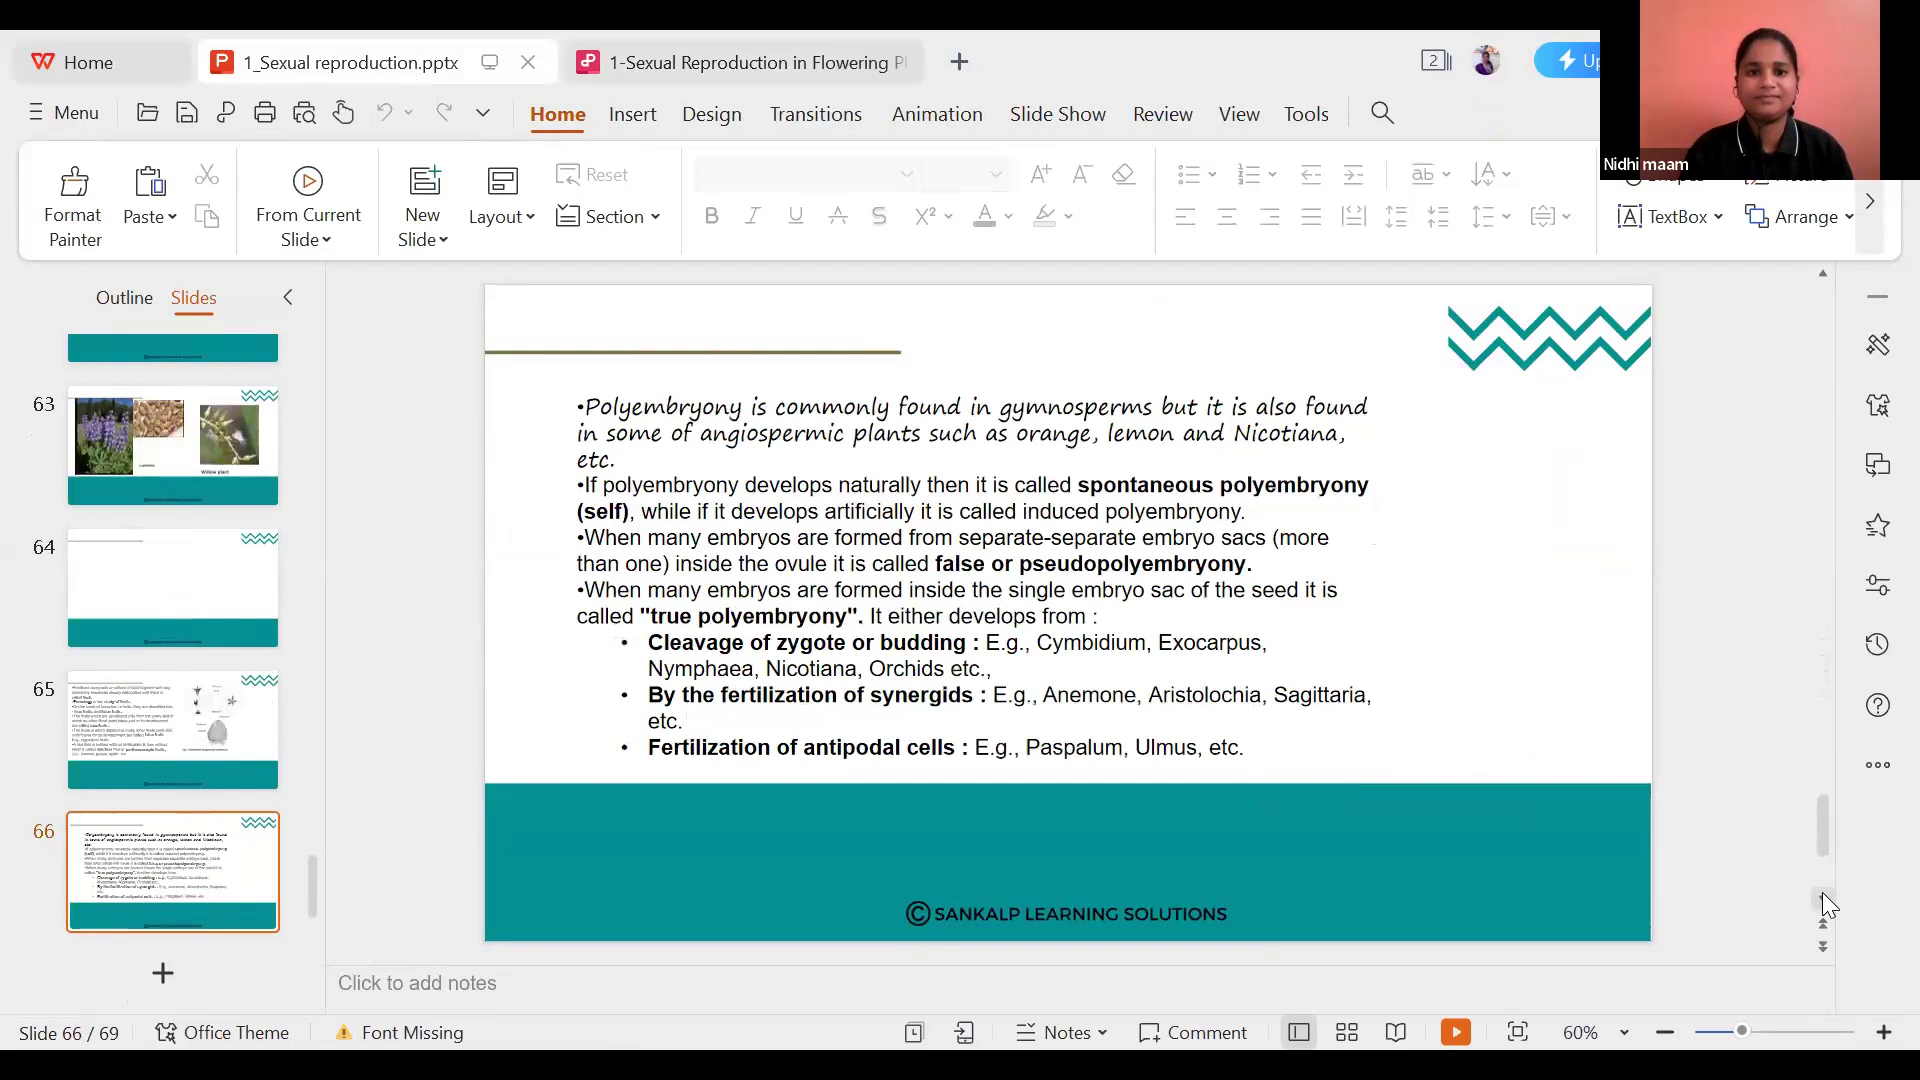 Home
1_Sexual reproduction.pptx
1-Sexual Reproduction in Flowering Pl
2
Up
Nidhi maam
Menu
Home Insert Design Transitions Animation Slide Show Review View Tools
Format Painter
Paste
From Current Slide
New Slide
Layout
Reset
Section
TextBox
Arrange
Outline Slides
63
Willow plant
64
65
66
•Polyembryony is commonly found in gymnosperms but it is also found
in some of angiospermic plants such as orange, lemon and Nicotiana,
etc.
•If polyembryony develops naturally then it is called spontaneous polyembryony
(self), while if it develops artificially it is called induced polyembryony.
•When many embryos are formed from separate-separate embryo sacs (more
than one) inside the ovule it is called false or pseudopolyembryony.
•When many embryos are formed inside the single embryo sac of the seed it is
called "true polyembryony". It either develops from :
• Cleavage of zygote or budding : E.g., Cymbidium, Exocarpus,
Nymphaea, Nicotiana, Orchids etc.,
• By the fertilization of synergids : E.g., Anemone, Aristolochia, Sagittaria,
etc.
• Fertilization of antipodal cells : E.g., Paspalum, Ulmus, etc.
© SANKALP LEARNING SOLUTIONS
Click to add notes
Slide 66 / 69
Office Theme
Font Missing
Notes
Comment
60%